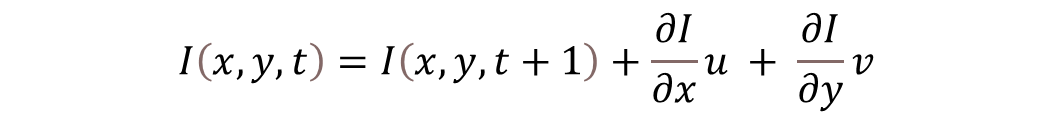 I(x, y, t) = I(x, y, t + 1) + ∂I/∂x u + ∂I/∂y v